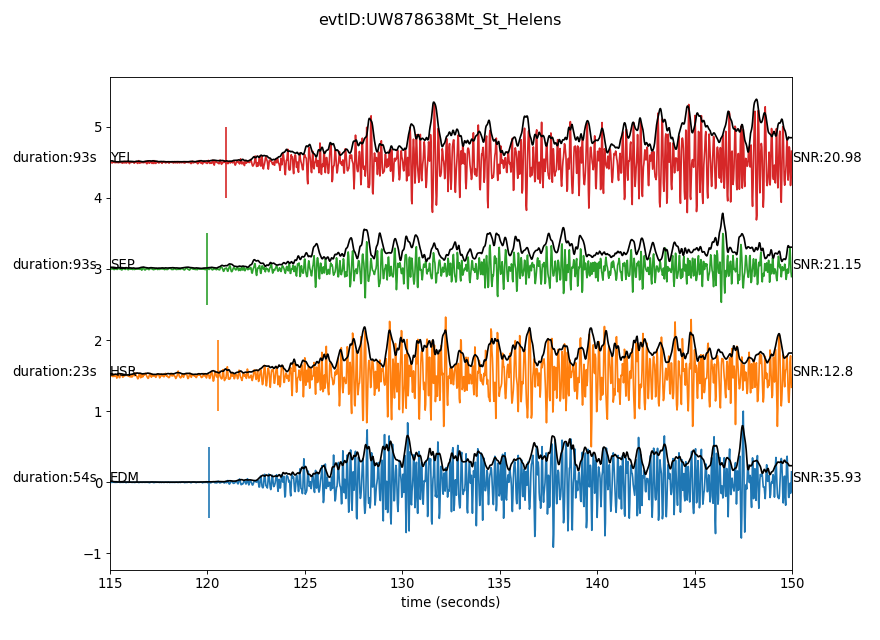 evtID:UW878638Mt_St_Helens
5
duration:93s YEL SNR:20.98
4
duration:93s 3 SEP SNR:21.15
2
duration:23s HSR SNR:12.8
1
duration:54s 0 EDM SNR:35.93
−1
115 120 125 130 135 140 145 150
time (seconds)